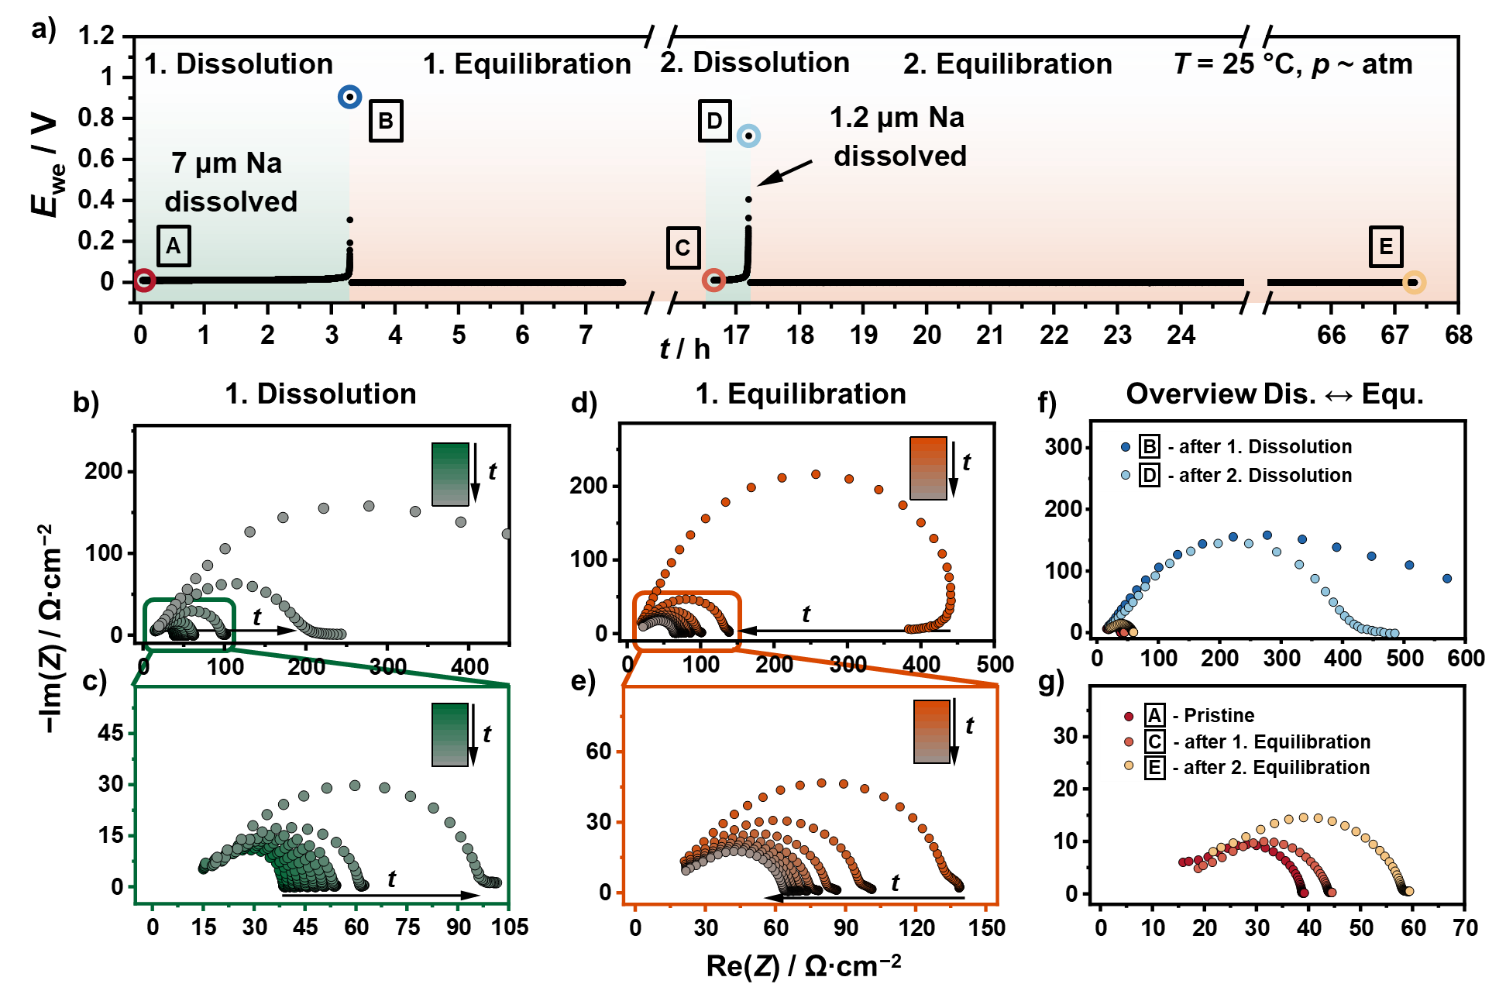 a)
1.2
1
0.8
0.6
0.4
0.2
0
E_we / V
1. Dissolution
1. Equilibration
2. Dissolution
2. Equilibration
T = 25 °C, p ~ atm
B
D
1.2 µm Na
dissolved
7 µm Na
dissolved
A
C
E
0 1 2 3 4 5 6 7 17 18 19 20 21 22 23 24 66 67 68
t / h
b)
1. Dissolution
200
100
0
t
t
0 100 200 300 400
c)
45
30
15
0
t
t
0 15 30 45 60 75 90 105
d)
1. Equilibration
200
100
0
t
t
0 100 200 300 400 500
e)
60
30
0
t
t
0 30 60 90 120 150
f)
Overview Dis. ↔ Equ.
300
200
100
0
B - after 1. Dissolution
D - after 2. Dissolution
0 100 200 300 400 500 600
g)
30
20
10
0
A - Pristine
C - after 1. Equilibration
E - after 2. Equilibration
0 10 20 30 40 50 60 70
−Im(Z) / Ω·cm⁻²
Re(Z) / Ω·cm⁻²